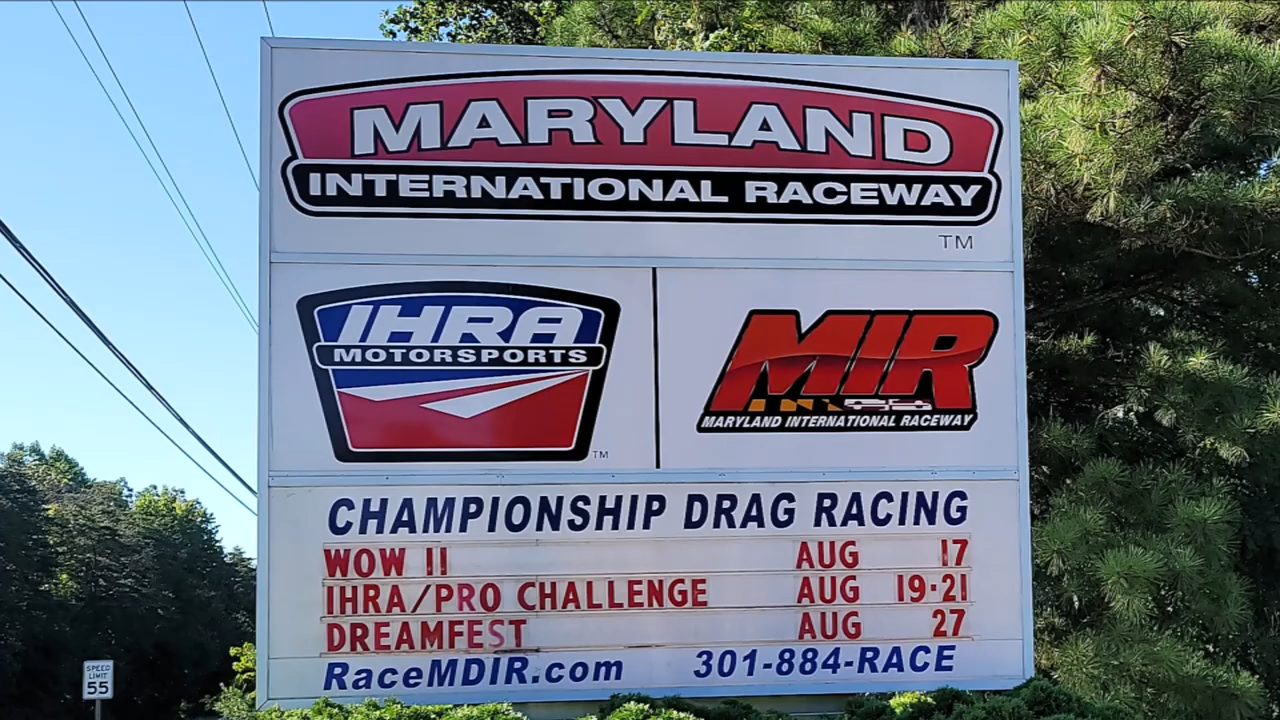 MARYLAND
INTERNATIONAL RACEWAY
TM
IHRA
MOTORSPORTS
TM
MIR
MARYLAND INTERNATIONAL RACEWAY
CHAMPIONSHIP DRAG RACING
WOW II AUG 17
IHRA/PRO CHALLENGE AUG 19-21
DREAMFEST AUG 27
RaceMDIR.com 301-884-RACE
SPEED
LIMIT
55